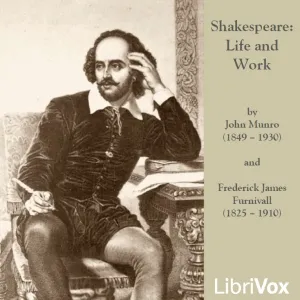 Shakespeare:
Life and
Work
by
John Munro
(1849 – 1930)
and
Frederick James
Furnivall
(1825 – 1910)
LibriVox